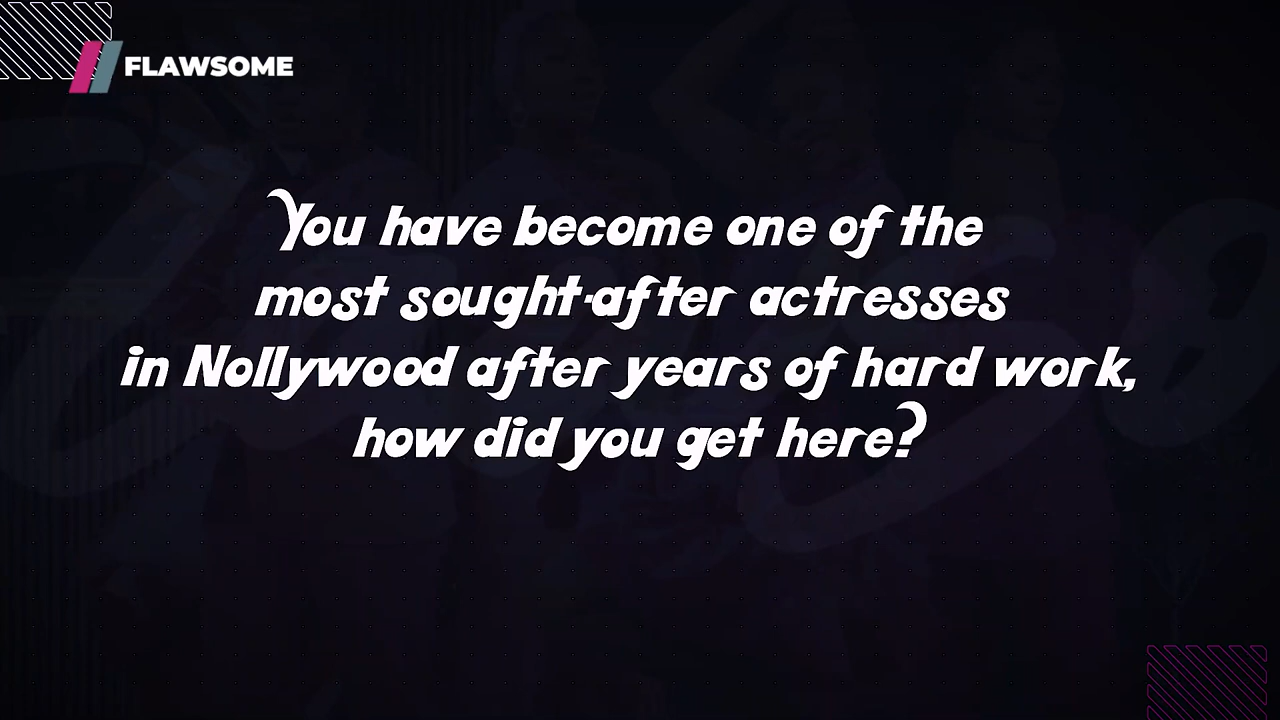 FLAWSOME
You have become one of the
most sought-after actresses
in Nollywood after years of hard work,
how did you get here?